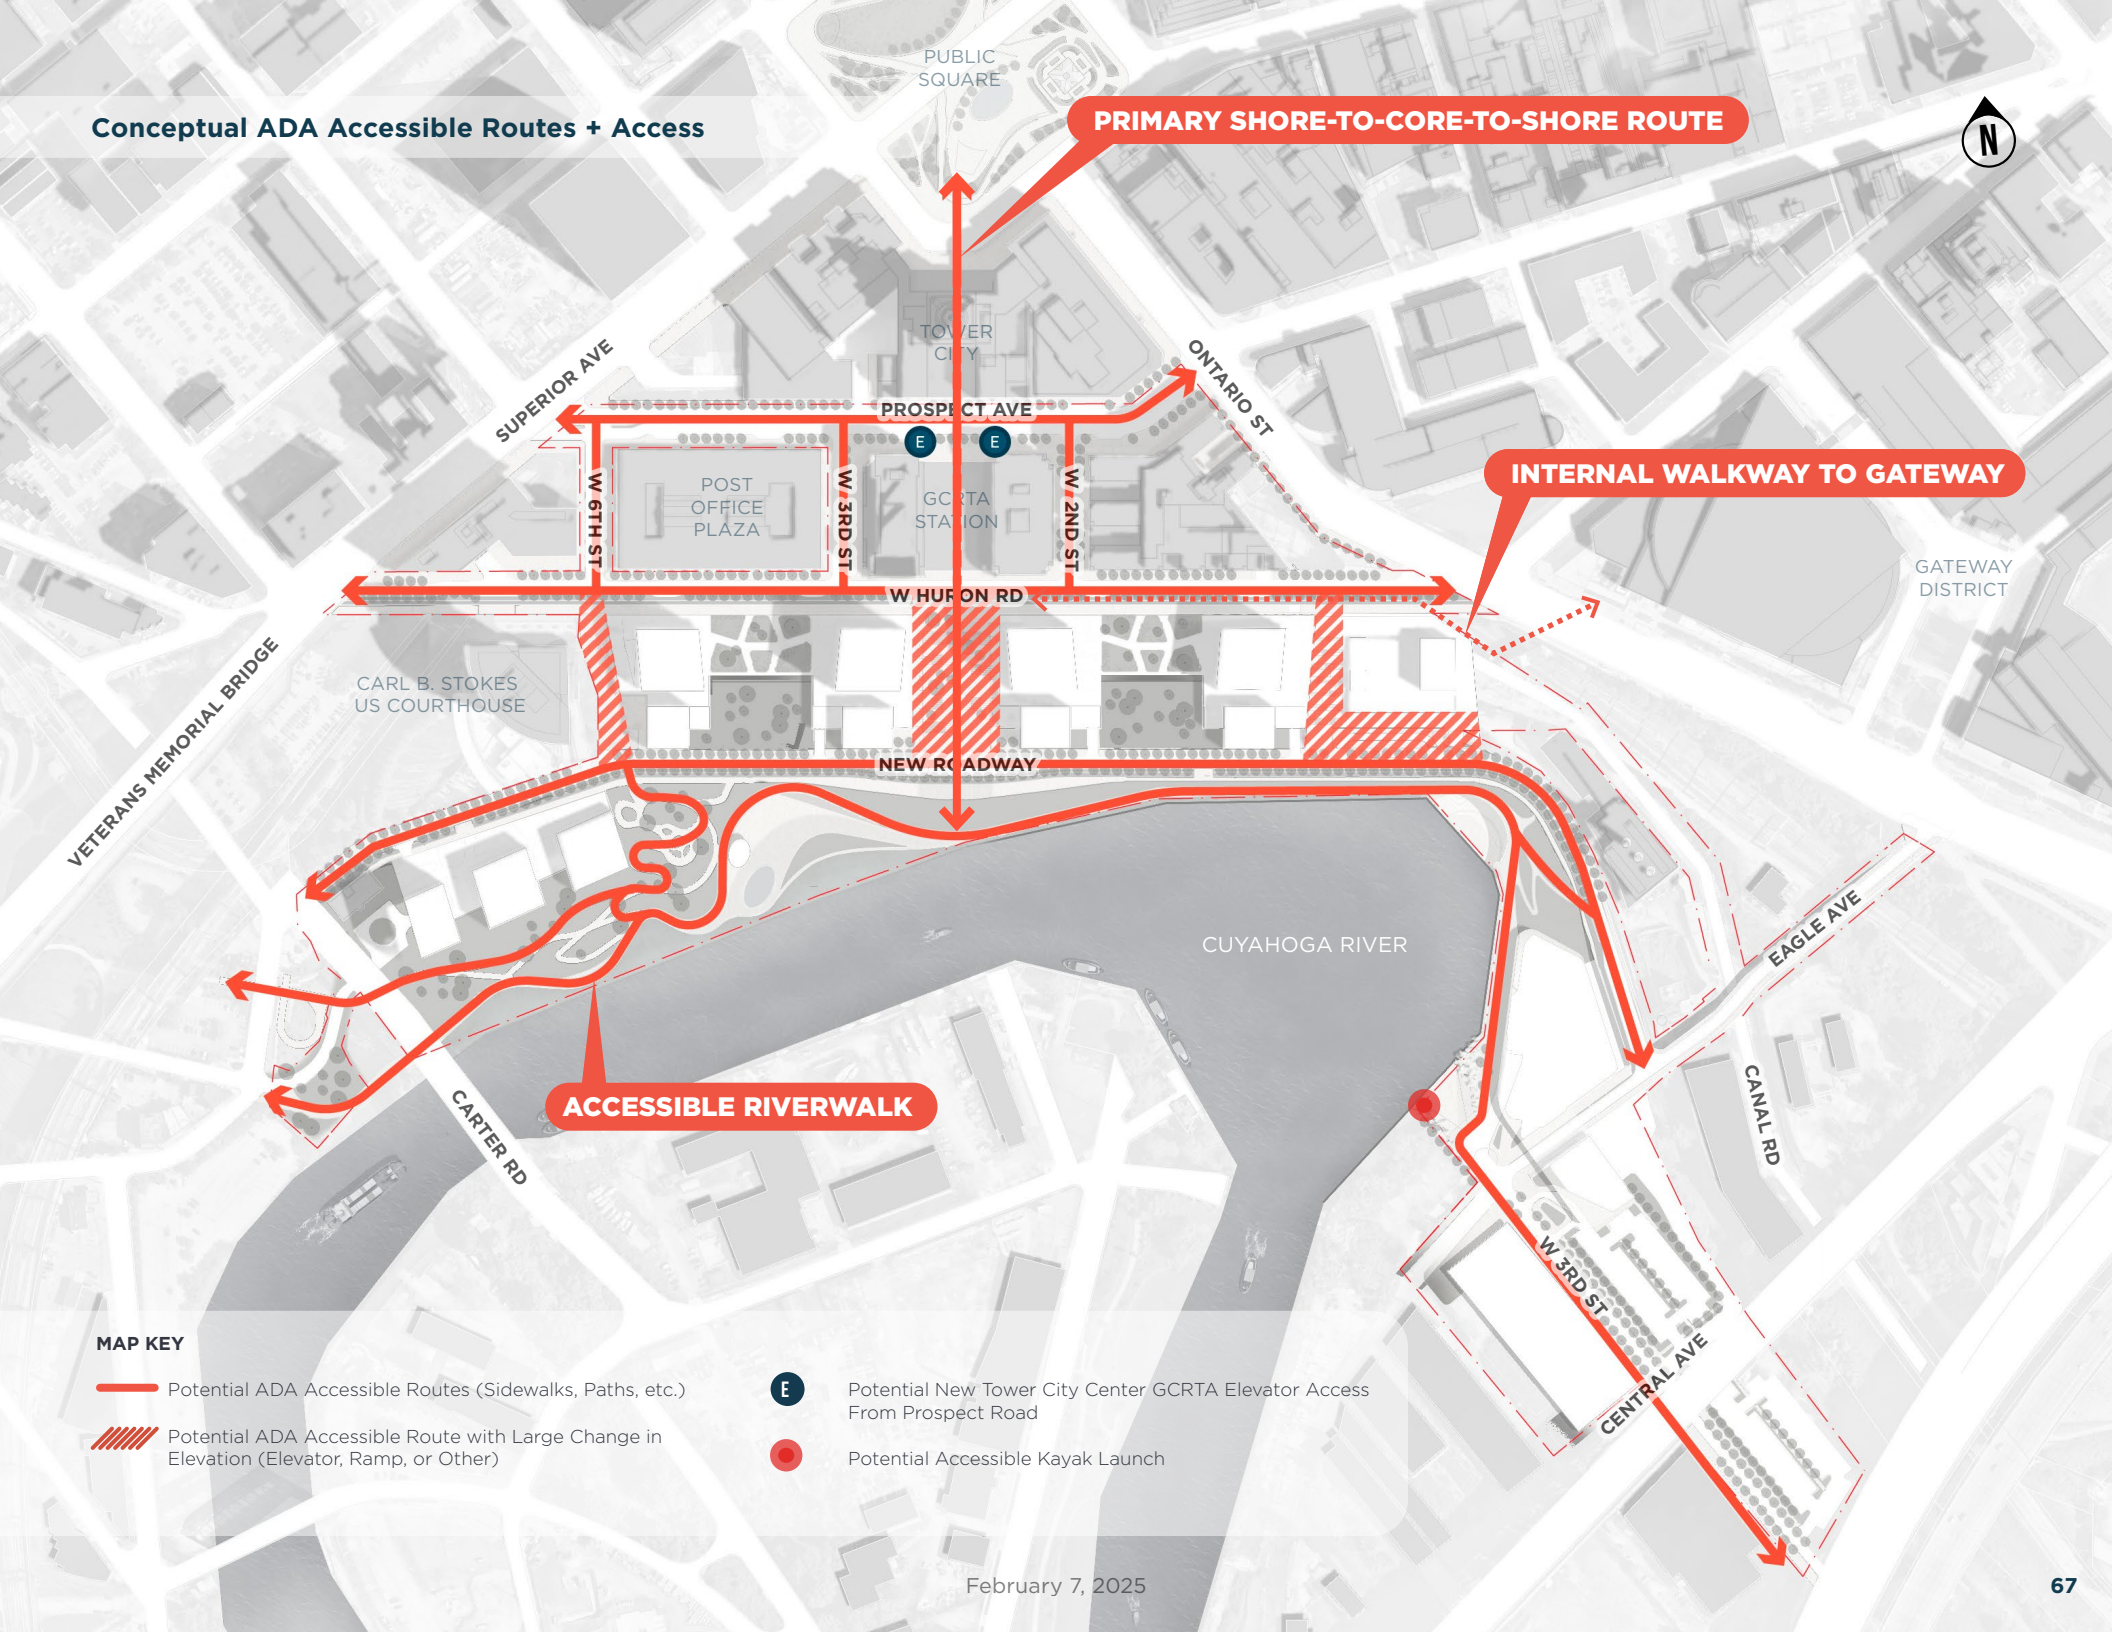 PUBLIC
SQUARE
Conceptual ADA Accessible Routes + Access
PRIMARY SHORE-TO-CORE-TO-SHORE ROUTE
N
TOWER
CITY
SUPERIOR AVE
ONTARIO ST
PROSPECT AVE
E
E
INTERNAL WALKWAY TO GATEWAY
W 6TH ST
POST
OFFICE
PLAZA
W 3RD ST
GCRTA
STATION
W 2ND ST
GATEWAY
DISTRICT
W HURON RD
VETERANS MEMORIAL BRIDGE
CARL B. STOKES
US COURTHOUSE
NEW ROADWAY
CUYAHOGA RIVER
EAGLE AVE
ACCESSIBLE RIVERWALK
CARTER RD
CANAL RD
W 3RD ST
CENTRAL AVE
MAP KEY
Potential ADA Accessible Routes (Sidewalks, Paths, etc.)
Potential ADA Accessible Route with Large Change in
Elevation (Elevator, Ramp, or Other)
E
Potential New Tower City Center GCRTA Elevator Access
From Prospect Road
Potential Accessible Kayak Launch
February 7, 2025
67